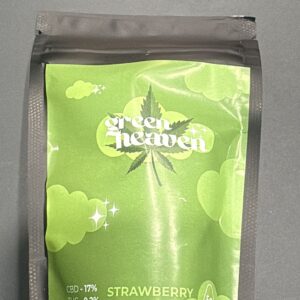 green
heaven
CBD - 17%
STRAWBERRY